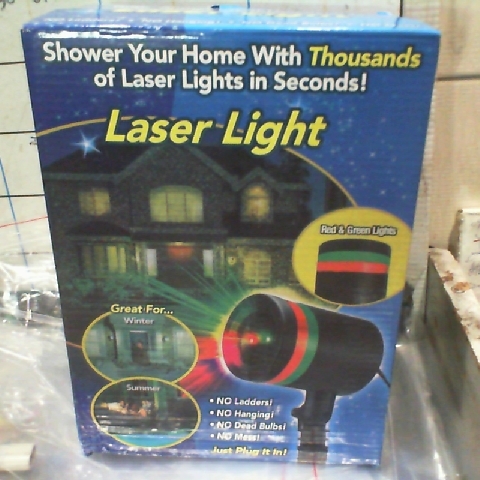 Shower Your Home With Thousands
of Laser Lights in Seconds!
Laser Light
Red & Green Lights
Great For...
Winter
Summer
• NO Ladders!
• NO Hanging!
• NO Dead Bulbs!
• NO Mess!
Just Plug It In!